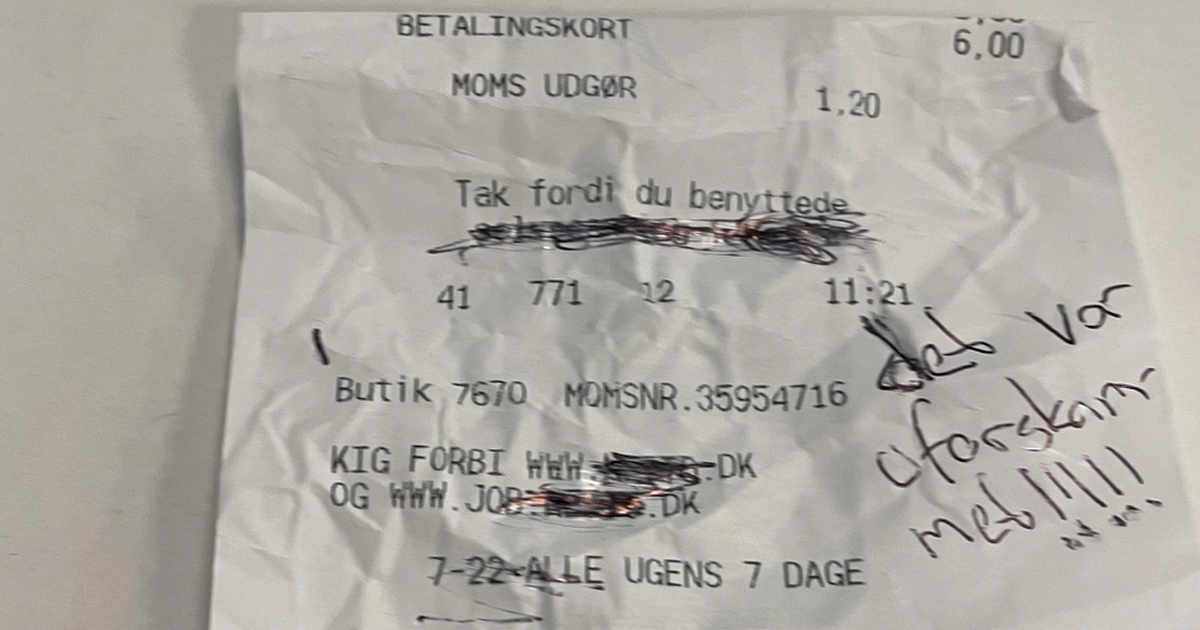 BETALINGSKORT 6,00
MOMS UDGØR 1,20
Tak fordi du benyttede
41 771 12 11:21
Butik 7670 MOMSNR.35954716
KIG FORBI WWW. .DK
OG WWW.JOB .DK
7-22 ALLE UGENS 7 DAGE
det var
uforskam-
met!!!!!